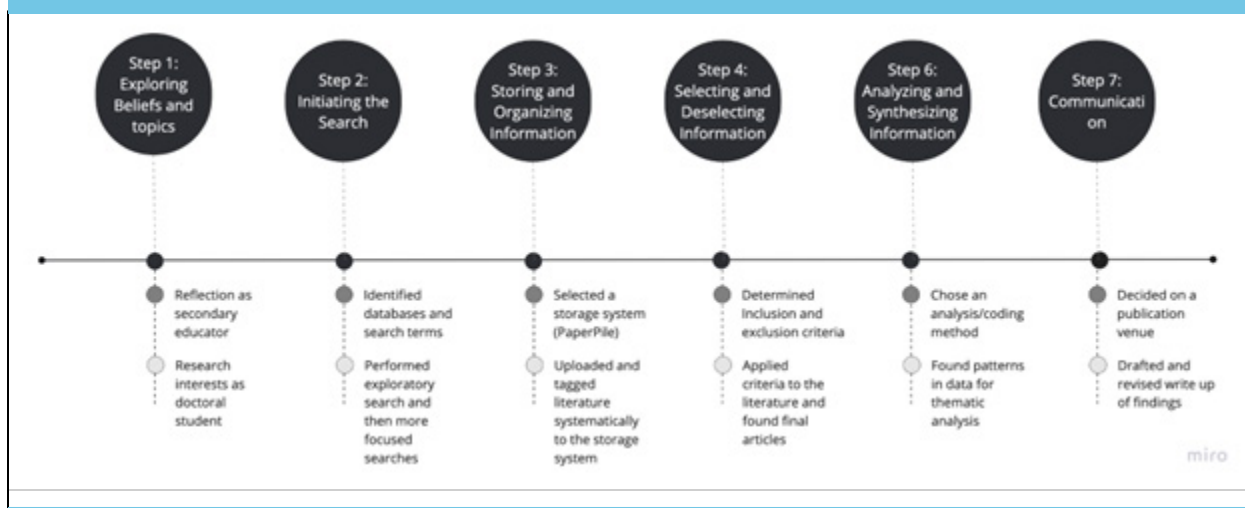 Step 1:
Exploring
Beliefs and
topics
Step 2:
Initiating the
Search
Step 3:
Storing and
Organizing
Information
Step 4:
Selecting and
Deselecting
Information
Step 6:
Analyzing and
Synthesizing
Information
Step 7:
Communicati
on
Reflection as
secondary
educator
Research
interests as
doctoral
student
Identified
databases and
search terms
Performed
exploratory
search and
then more
focused
searches
Selected a
storage system
(PaperPile)
Uploaded and
tagged
literature
systematically
to the storage
system
Determined
Inclusion and
exclusion criteria
Applied
criteria to the
literature and
found final
articles
Chose an
analysis/coding
method
Found patterns
in data for
thematic
analysis
Decided on a
publication
venue
Drafted and
revised write up
of findings
miro